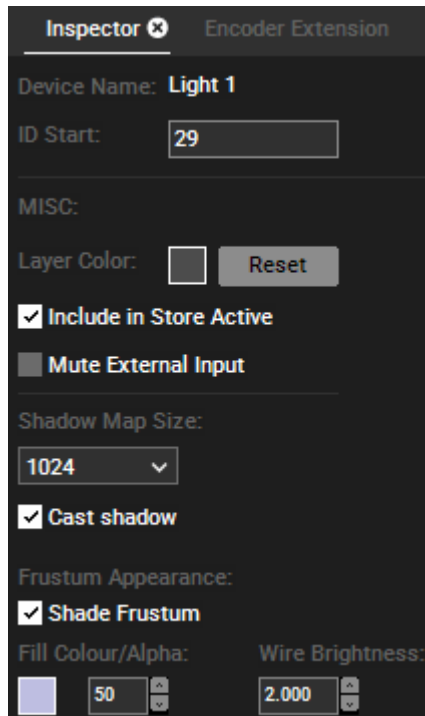 Inspector Encoder Extension
Device Name: Light 1
ID Start: 29
MISC:
Layer Color: Reset
Include in Store Active
Mute External Input
Shadow Map Size:
1024
Cast shadow
Frustum Appearance:
Shade Frustum
Fill Colour/Alpha: Wire Brightness:
50 2.000